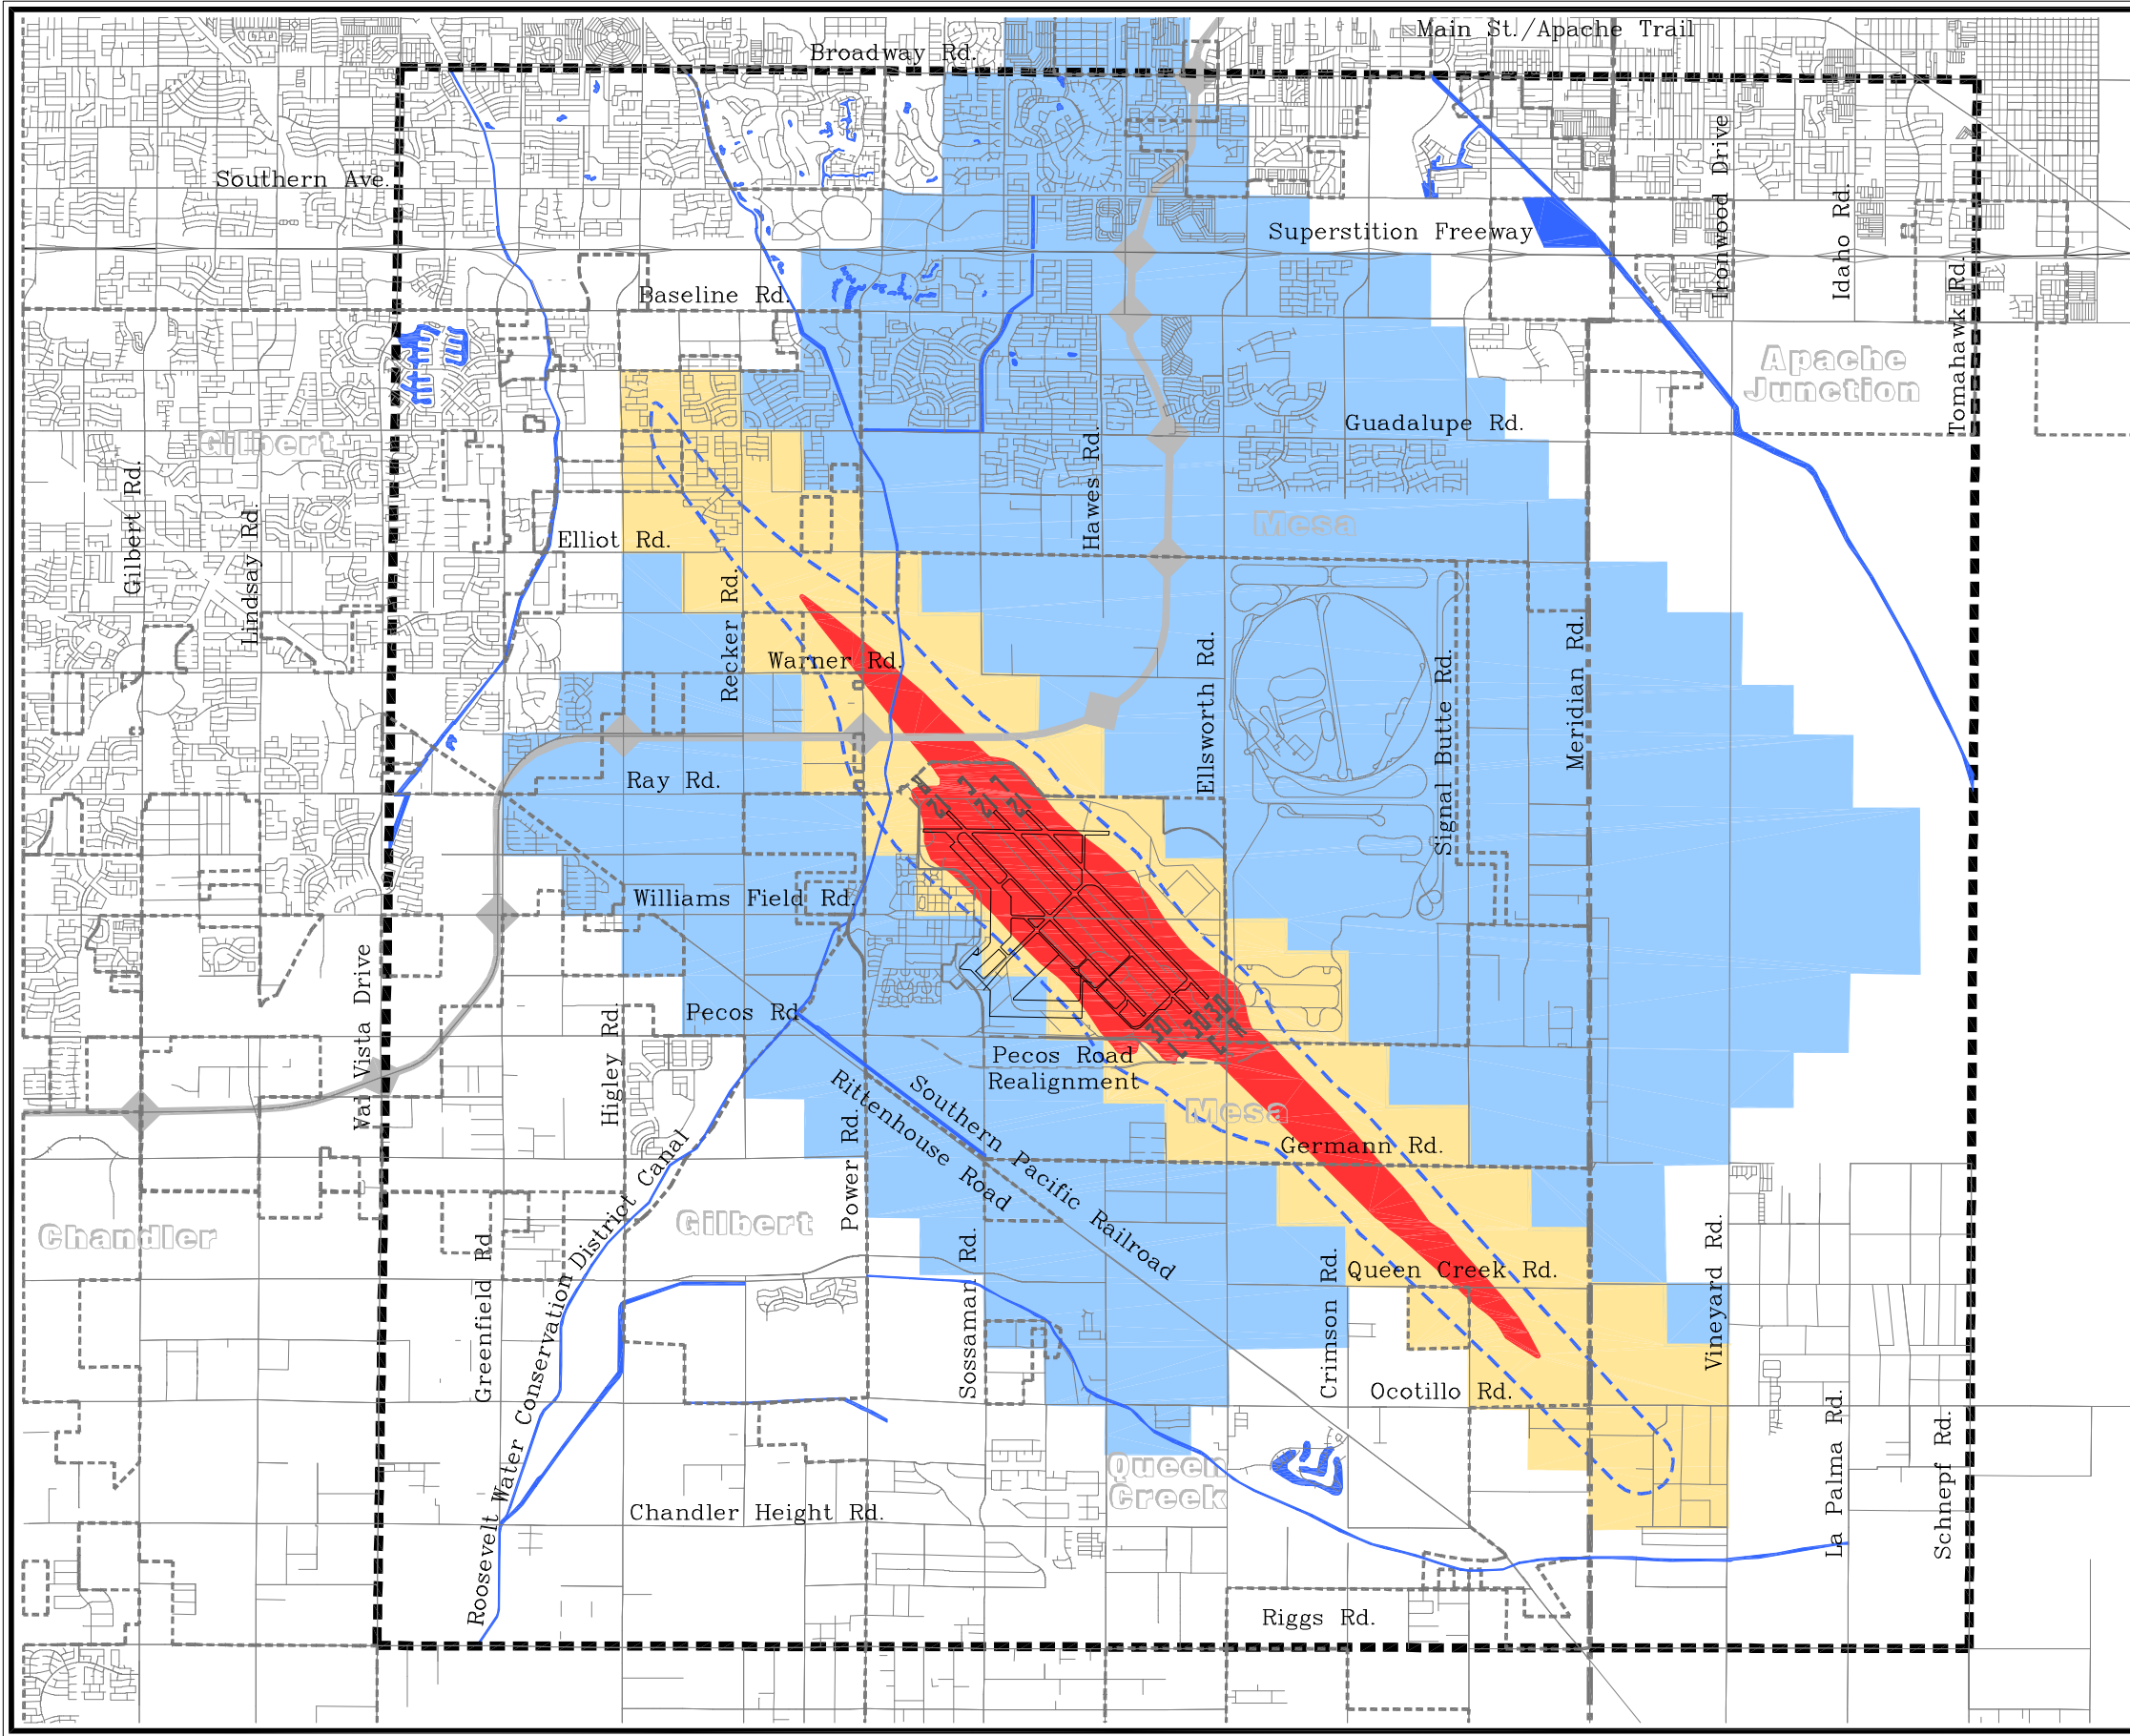 Main St./Apache Trail
Broadway Rd.
Southern Ave.
Superstition Freeway
Ironwood Drive
Idaho Rd.
Tomahawk Rd.
Baseline Rd.
Apache
Junction
Guadalupe Rd.
Gilbert
Gilbert Rd.
Lindsay Rd.
Hawes Rd.
Mesa
Elliot Rd.
Recker Rd.
Warner Rd.
Ellsworth Rd.
Signal Butte Rd.
Meridian Rd.
Ray Rd.
Williams Field Rd.
Val Vista Drive
Pecos Rd.
Higley Rd.
Pecos Road
Realignment
30
L
30
C
30
R
Southern Pacific Railroad
Rittenhouse Road
Mesa
Germann Rd.
Power Rd.
Roosevelt Water Conservation District Canal
Chandler
Gilbert
Greenfield Rd.
Sossaman Rd.
Crimson Rd.
Queen Creek Rd.
Vineyard Rd.
Ocotillo Rd.
La Palma Rd.
Schnepf Rd.
Queen
Creek
Chandler Height Rd.
Riggs Rd.